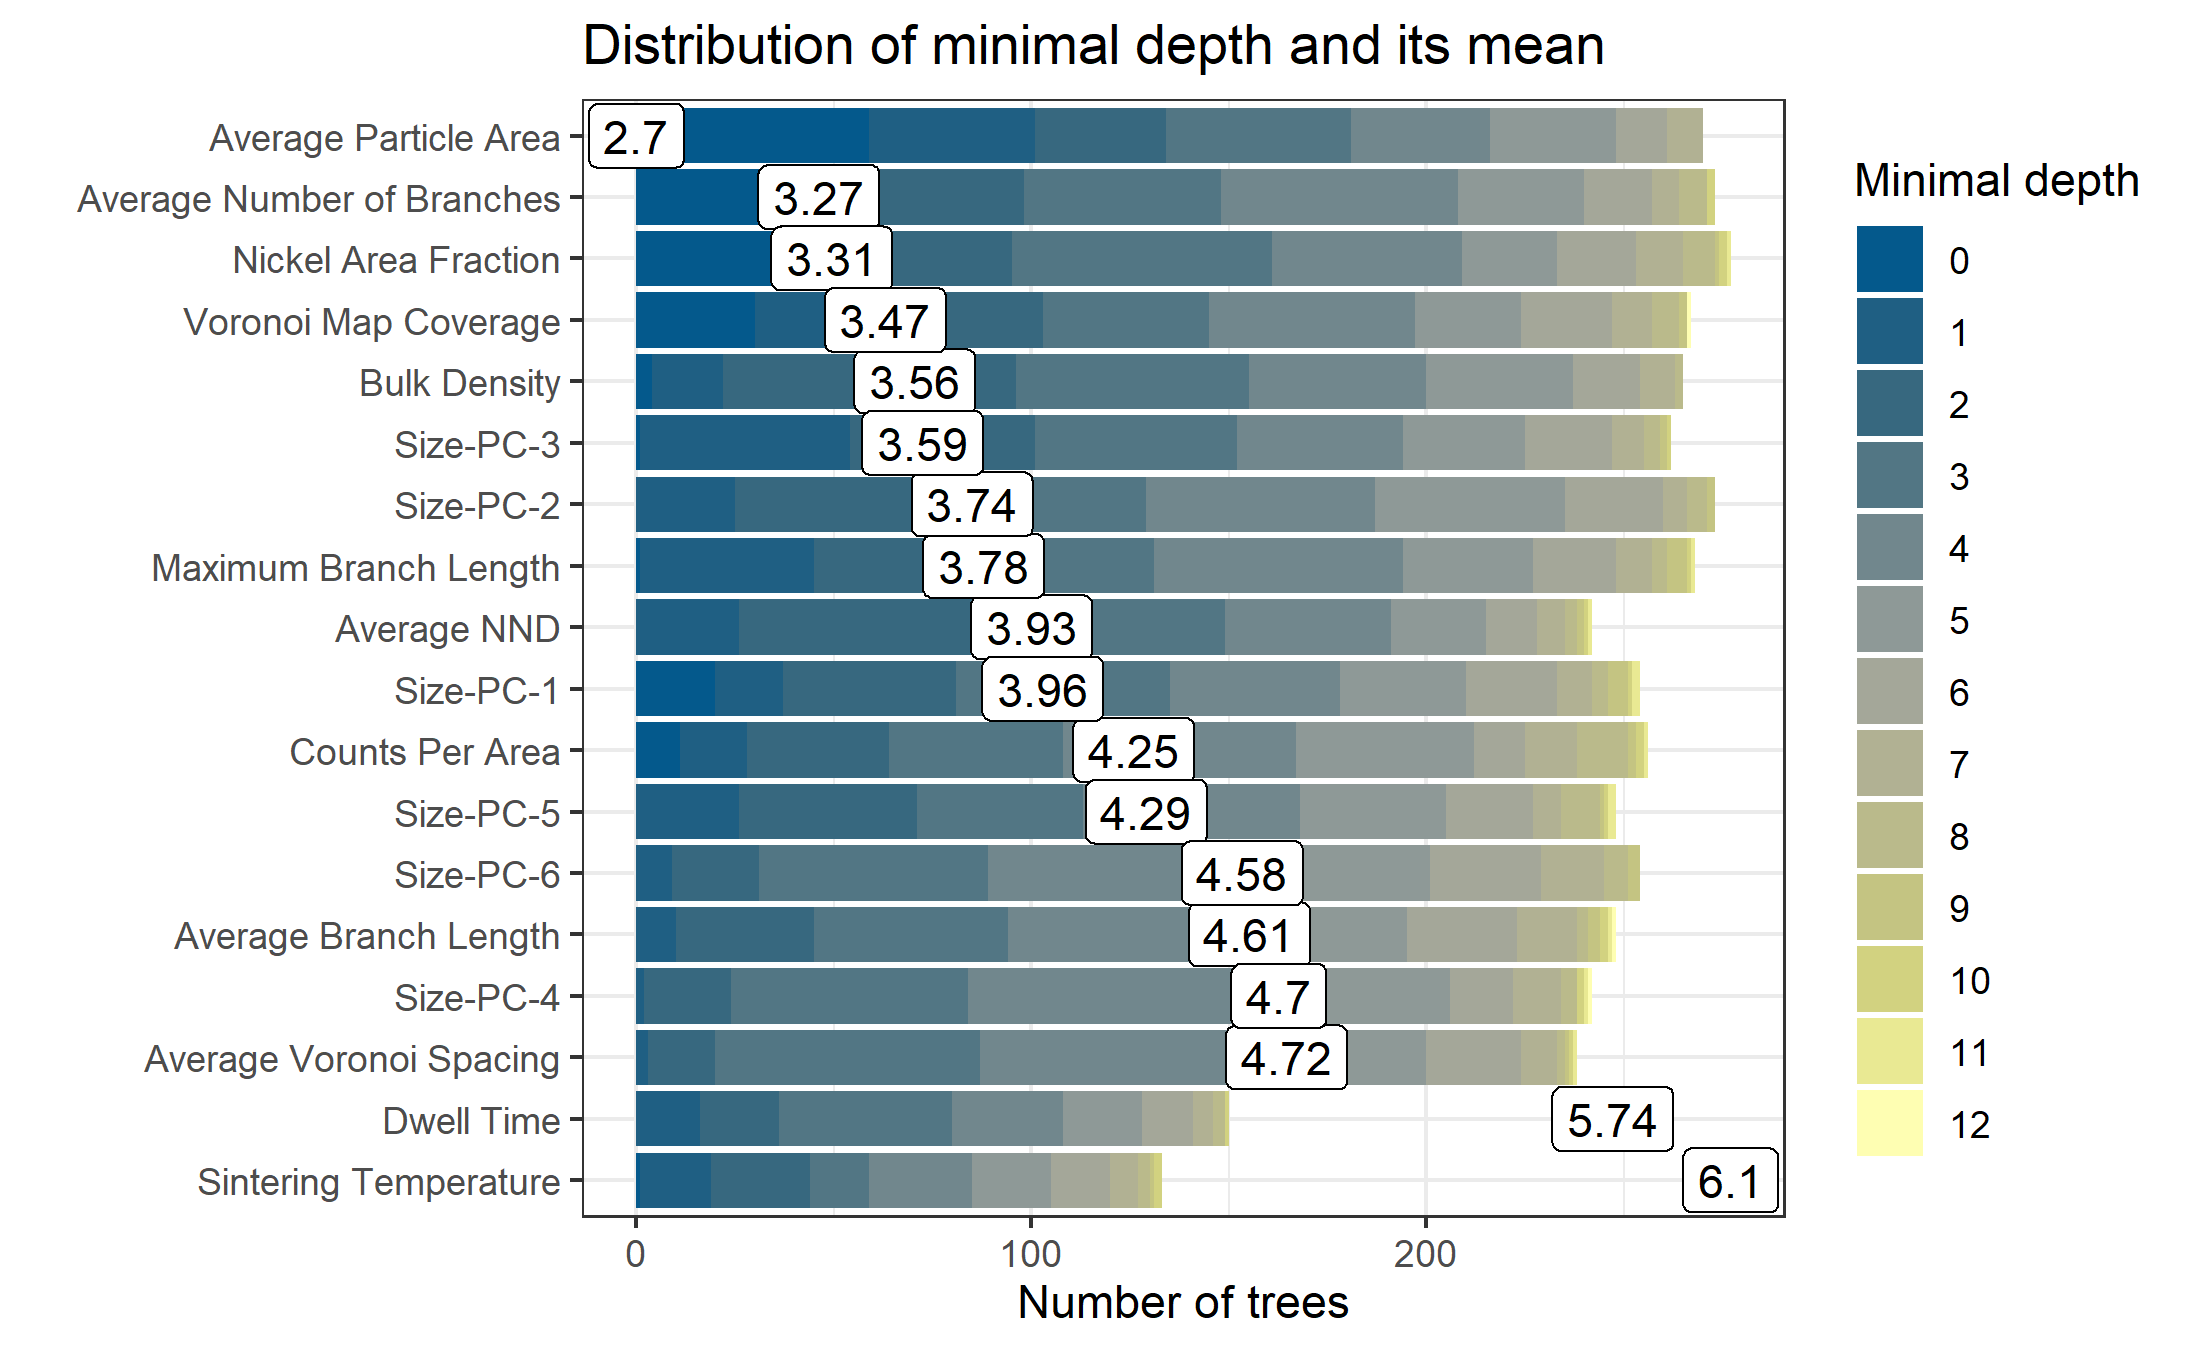 Distribution of minimal depth and its mean
Average Particle Area 2.7
Average Number of Branches 3.27
Nickel Area Fraction 3.31
Voronoi Map Coverage 3.47
Bulk Density 3.56
Size-PC-3 3.59
Size-PC-2 3.74
Maximum Branch Length 3.78
Average NND 3.93
Size-PC-1 3.96
Counts Per Area 4.25
Size-PC-5 4.29
Size-PC-6 4.58
Average Branch Length 4.61
Size-PC-4 4.7
Average Voronoi Spacing 4.72
Dwell Time 5.74
Sintering Temperature 6.1
0 100 200
Number of trees
Minimal depth
0
1
2
3
4
5
6
7
8
9
10
11
12